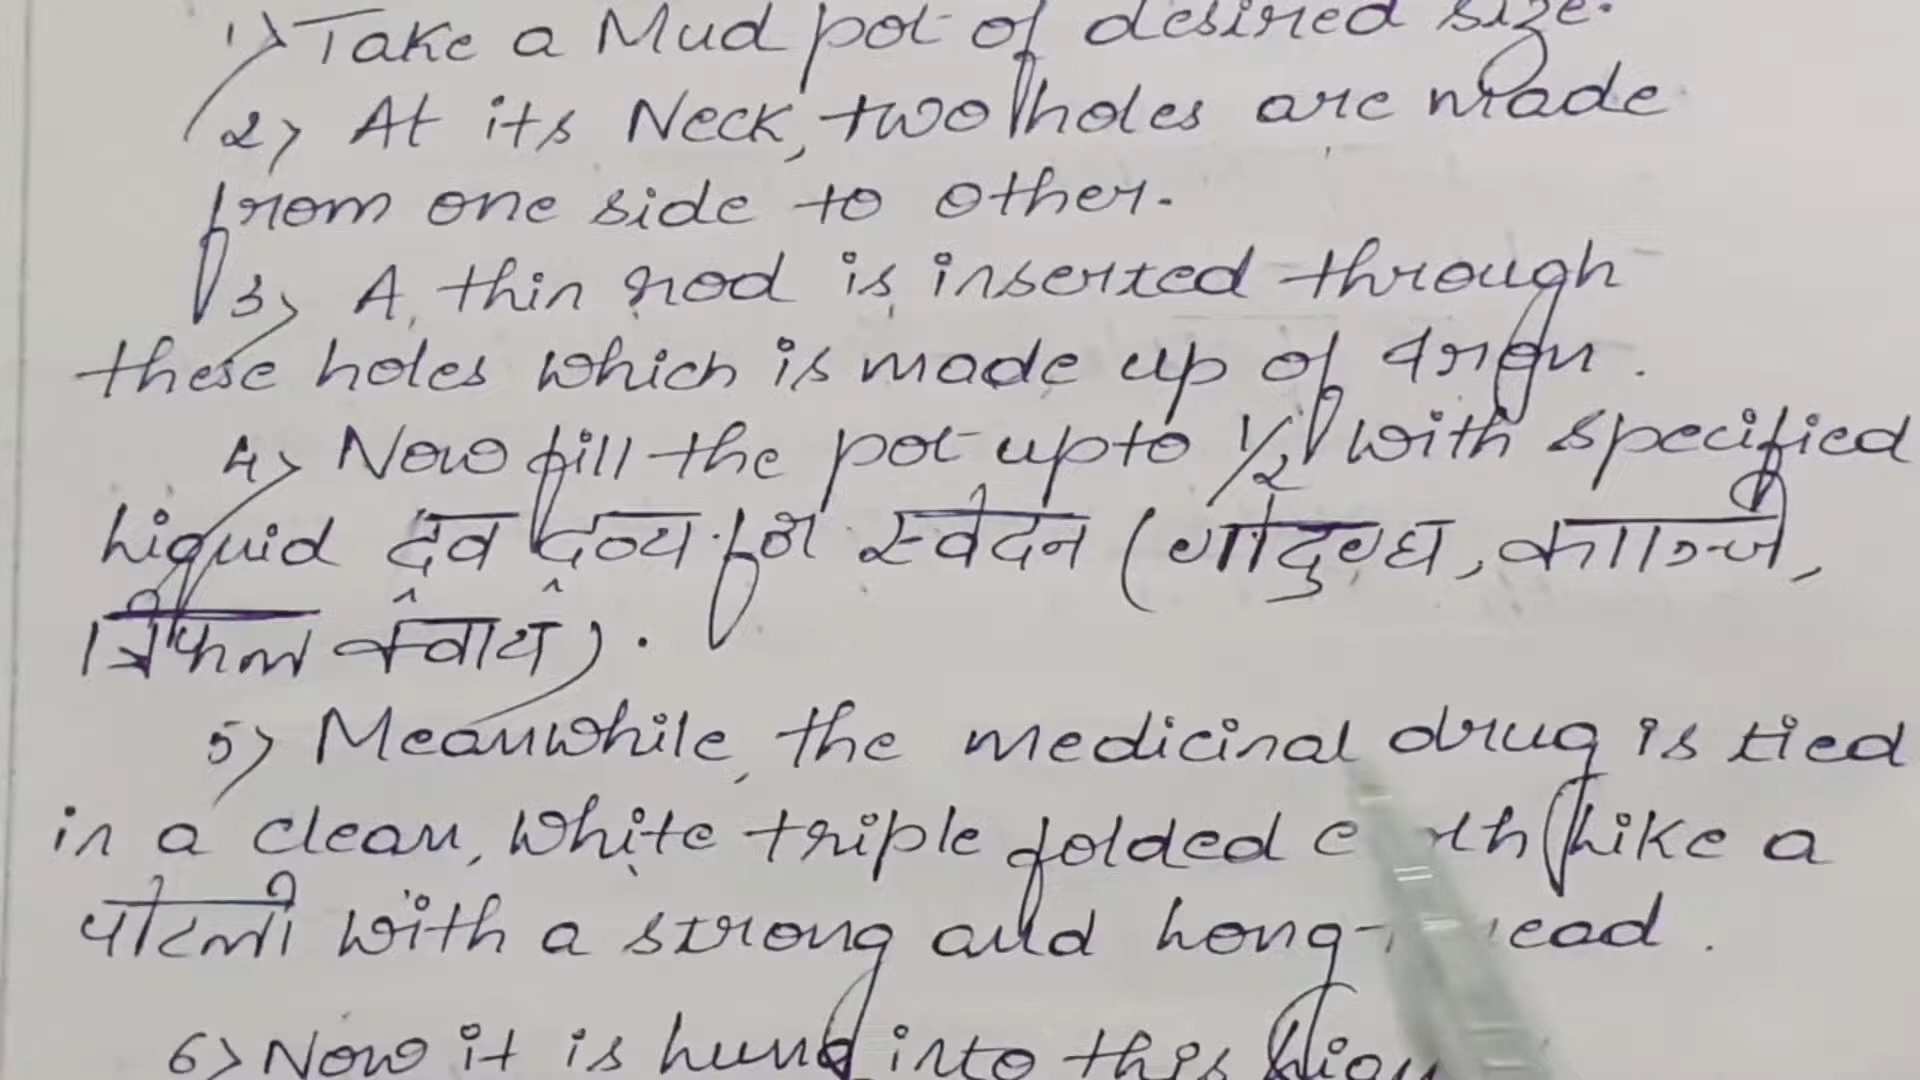 1) Take a Mud pot of desired size.
2) At its Neck, two holes are made
from one side to other.
3) A thin rod is inserted through
these holes which is made up of Iron.
4) Now fill the pot upto 1/2 with specified
Liquid द्रव द्रव्य for स्वेदन (गोदुग्ध, काञ्जी,
त्रिफला क्वाथ).
5) Meanwhile, the medicinal drug is tied
in a clean, white triple folded Like a
पोटली with a strong and Long
6) Now it is hung into this